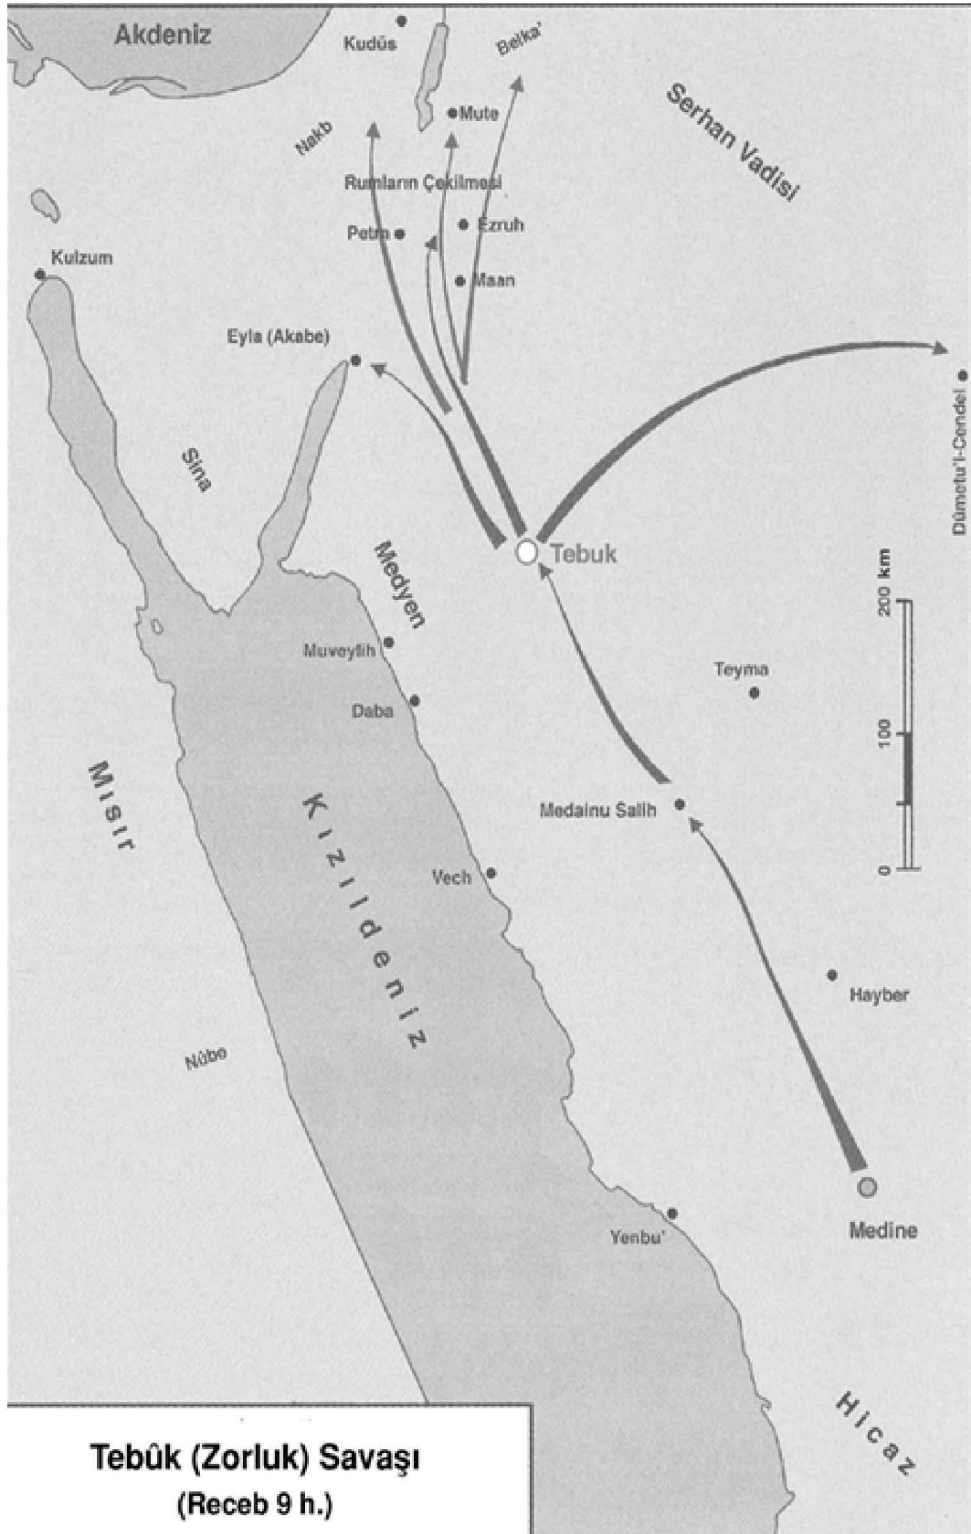 Akdeniz
Kudüs
Belka'
Mute
Serhan Vadisi
Nakb
Rumların Çekilmesi
Petra
Ezruh
Kulzum
Maan
Eyla (Akabe)
Dûmetu'l-Cendel
Sina
Tebuk
Medyen
200 km
Muveylih
Teyma
Daba
100
Mısır
Kızıldeniz
Medainu Salih
0
Vech
Hayber
Nûbe
Medine
Yenbu'
Hicaz
Tebûk (Zorluk) Savaşı
(Receb 9 h.)